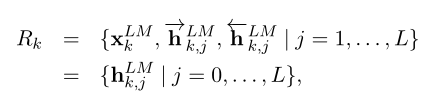 R_k = {x_k^{LM}, \overrightarrow{h}_{k,j}^{LM}, \overleftarrow{h}_{k,j}^{LM} | j = 1, . . . , L}
= {h_{k,j}^{LM} | j = 0, . . . , L},